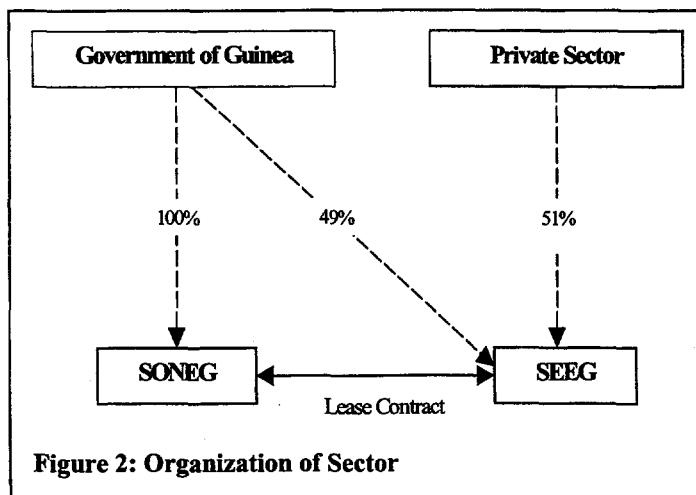 Government of Guinea
Private Sector
100%
49%
51%
SONEG
SEEG
Lease Contract
Figure 2: Organization of Sector